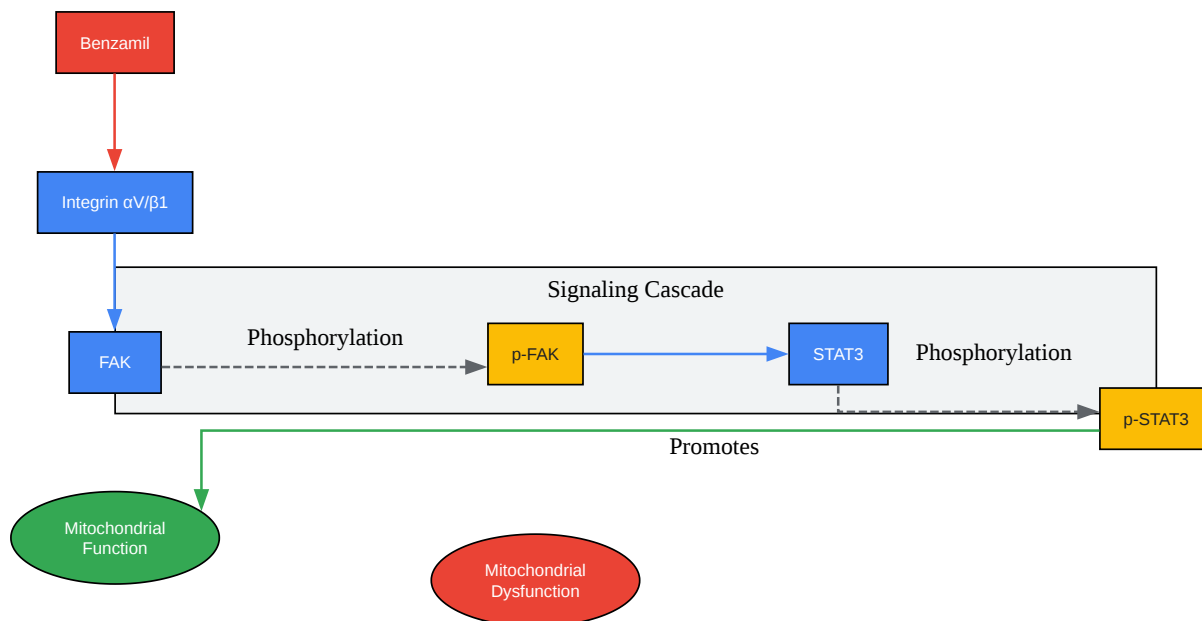 Benzamil
Integrin αV/β1
Signaling Cascade
Phosphorylation
p-FAK
STAT3
Phosphorylation
FAK
p-STAT3
Promotes
Mitochondrial
Function
Mitochondrial
Dysfunction